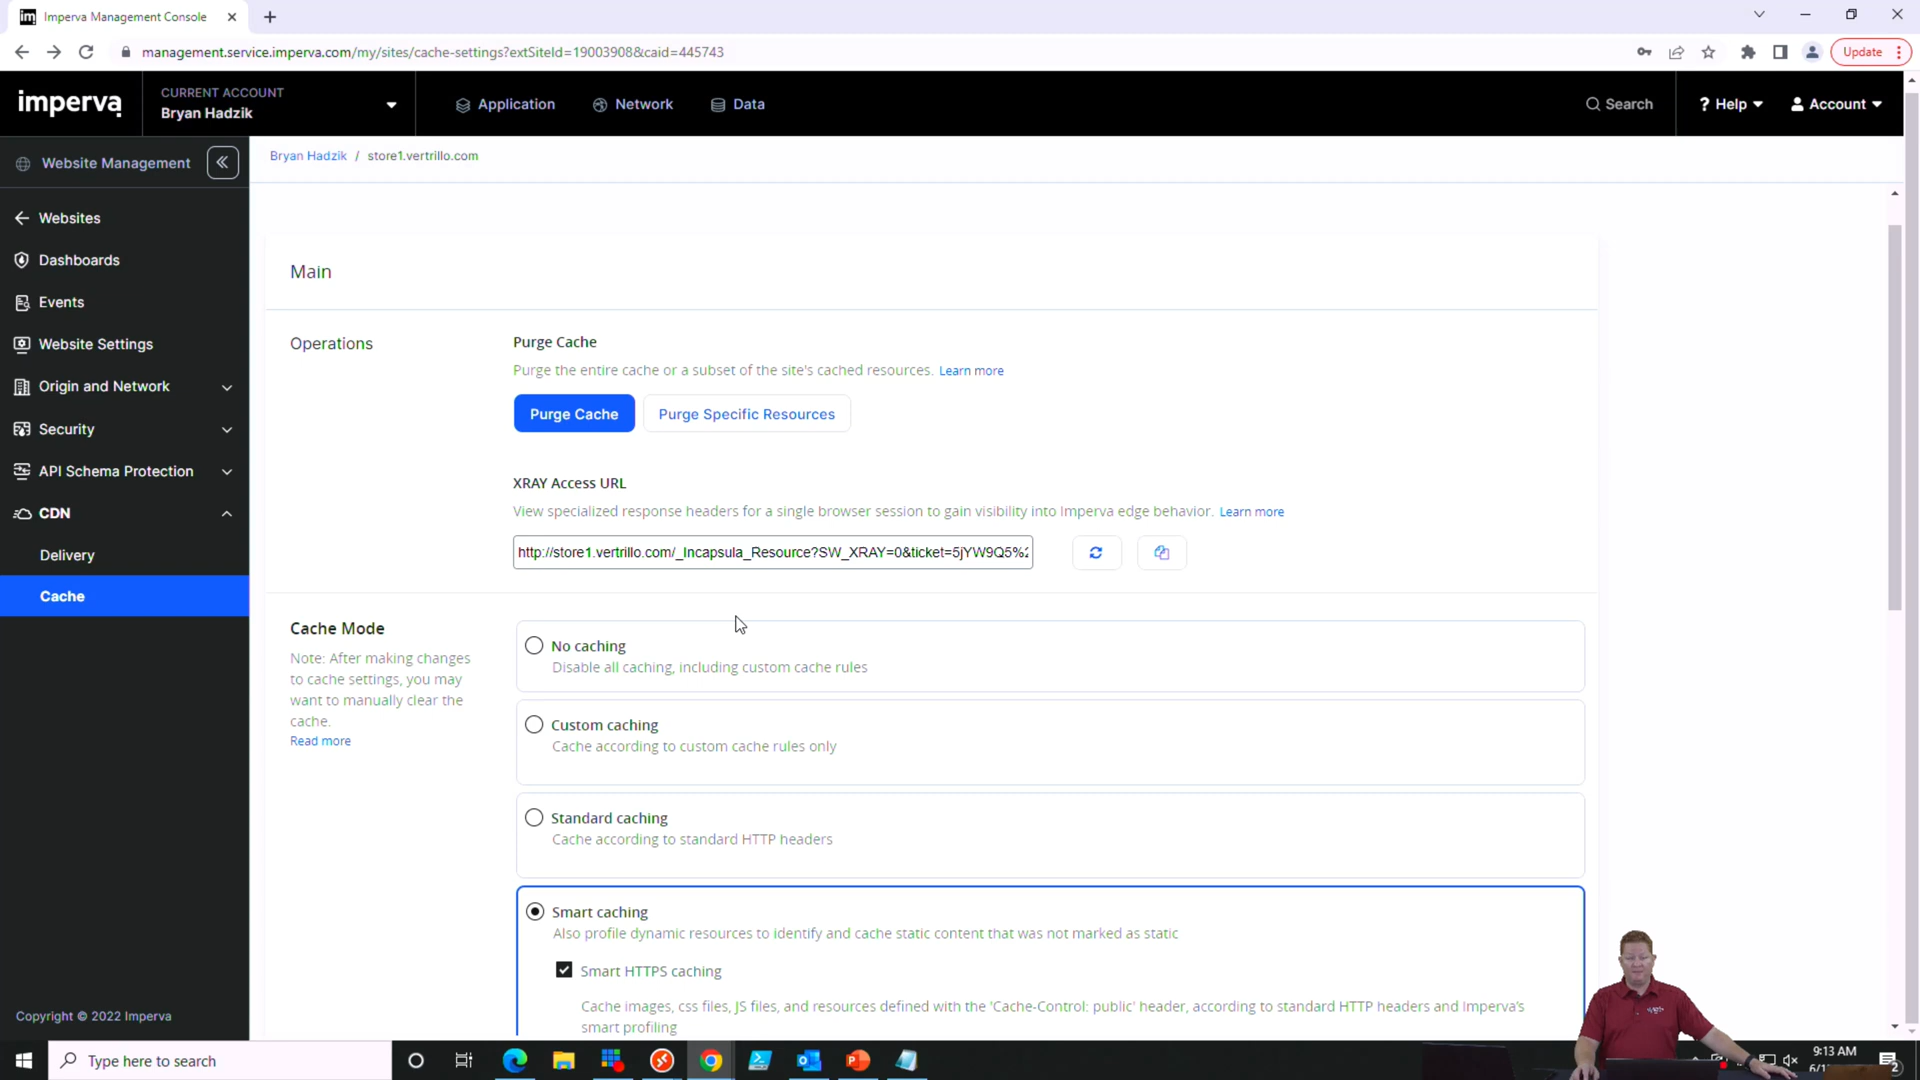 Imperva Management Console
management.service.imperva.com/my/sites/cache-settings?extSiteId=19003908&caid=445743
Update
imperva
CURRENT ACCOUNT
Bryan Hadzik
Application
Network
Data
Search
? Help
Account
Website Management
Bryan Hadzik / store1.vertrillo.com
Websites
Dashboards
Events
Website Settings
Origin and Network
Security
API Schema Protection
CDN
Delivery
Cache
Copyright © 2022 Imperva
Main
Operations
Purge Cache
Purge the entire cache or a subset of the site's cached resources. Learn more
Purge Cache
Purge Specific Resources
XRAY Access URL
View specialized response headers for a single browser session to gain visibility into Imperva edge behavior. Learn more
http://store1.vertrillo.com/_Incapsula_Resource?SW_XRAY=0&ticket=5jYW9Q5%2
Cache Mode
Note: After making changes
to cache settings, you may
want to manually clear the
cache.
Read more
No caching
Disable all caching, including custom cache rules
Custom caching
Cache according to custom cache rules only
Standard caching
Cache according to standard HTTP headers
Smart caching
Also profile dynamic resources to identify and cache static content that was not marked as static
Smart HTTPS caching
Cache images, css files, JS files, and resources defined with the 'Cache-Control: public' header, according to standard HTTP headers and Imperva's
smart profiling
Type here to search
9:13 AM
2